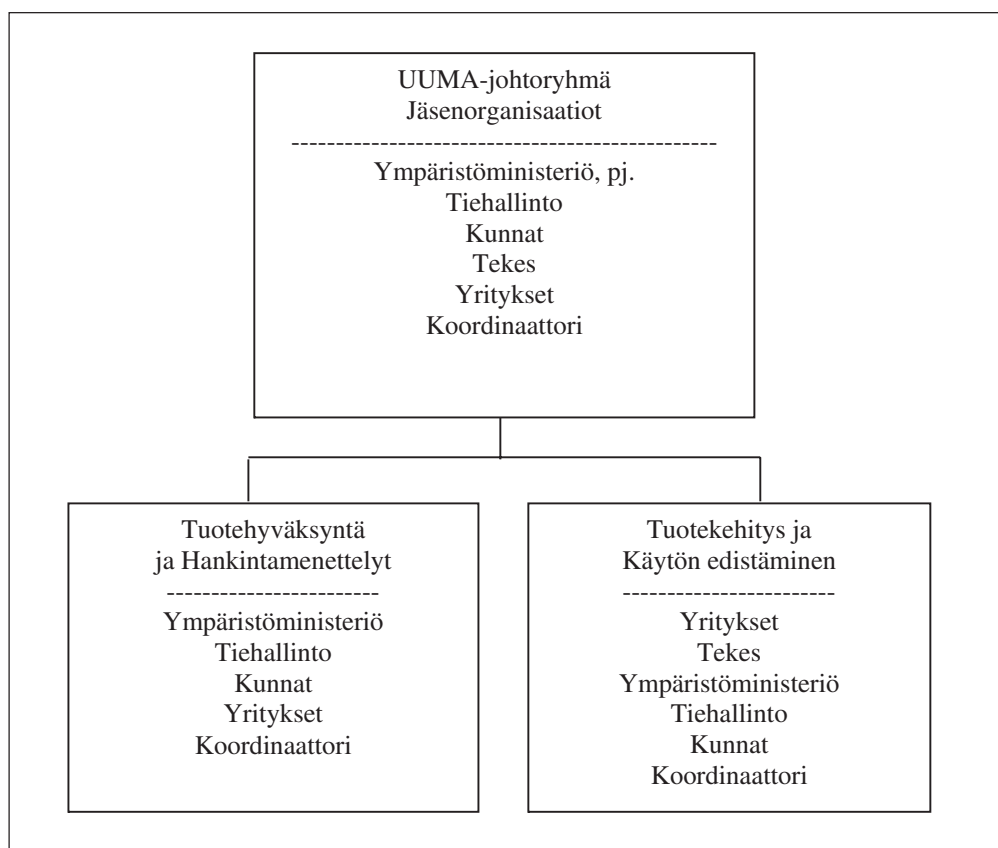 UUMA-johtoryhmä
Jäsenorganisaatiot
-----------------------------------------------
Ympäristöministeriö, pj.
Tiehallinto
Kunnat
Tekes
Yritykset
Koordinaattori
Tuotehyväksyntä
ja Hankintamenettelyt
------------------------
Ympäristöministeriö
Tiehallinto
Kunnat
Yritykset
Koordinaattori
Tuotekehitys ja
Käytön edistäminen
------------------------
Yritykset
Tekes
Ympäristöministeriö
Tiehallinto
Kunnat
Koordinaattori